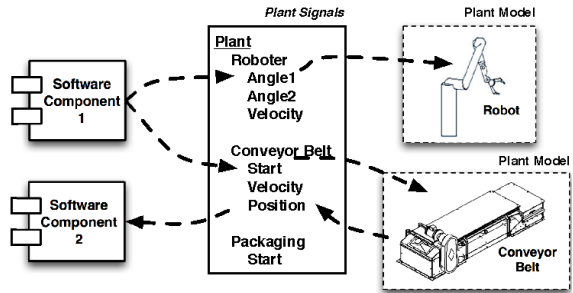 Plant Signals
Plant Model
Plant
Roboter
Angle1
Angle2
Velocity
Software
Component
1
Robot
Conveyor Belt
Start
Velocity
Position
Plant Model
Software
Component
2
Packaging
Start
Conveyor
Belt